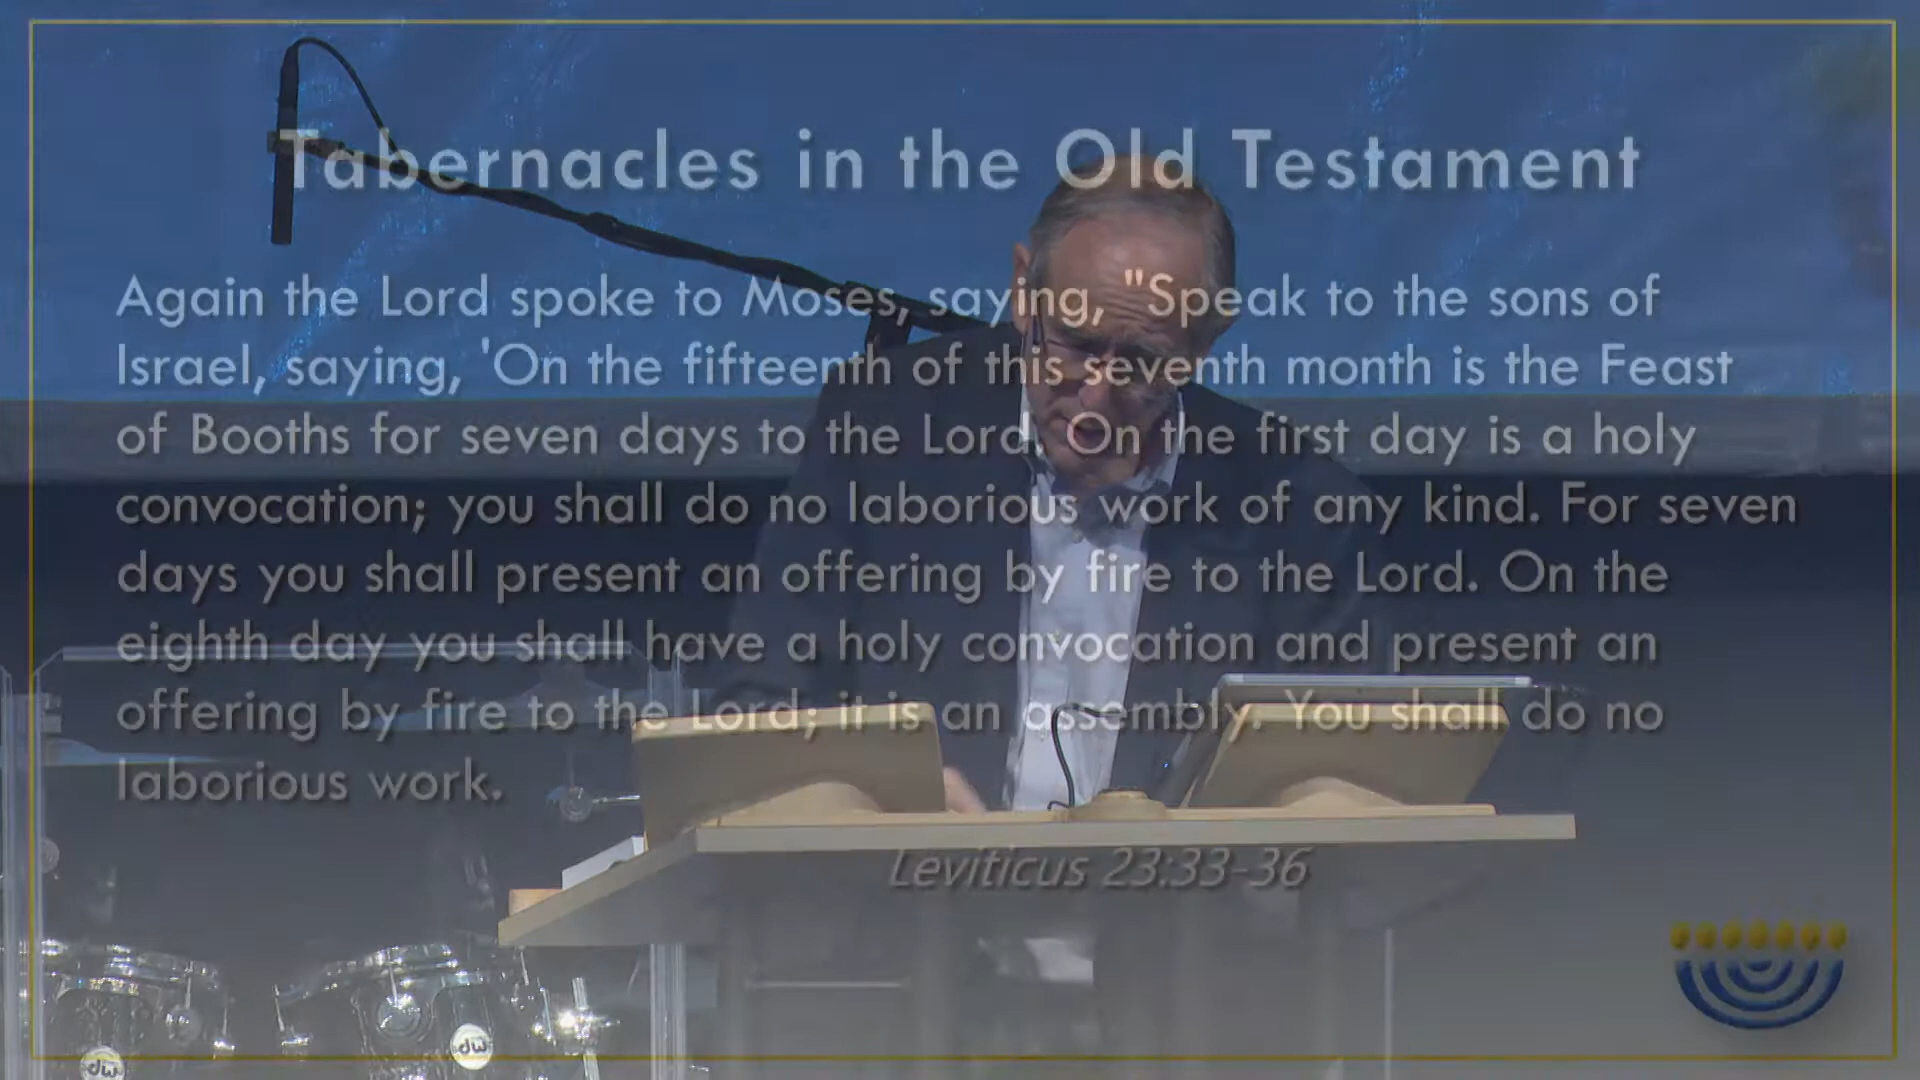 Tabernacles in the Old Testament
Again the Lord spoke to Moses, saying, "Speak to the sons of
Israel, saying, 'On the fifteenth of this seventh month is the Feast
of Booths for seven days to the Lord. On the first day is a holy
convocation; you shall do no laborious work of any kind. For seven
days you shall present an offering by fire to the Lord. On the
eighth day you shall have a holy convocation and present an
offering by fire to the Lord; it is an assembly. You shall do no
laborious work.
Leviticus 23:33-36
dw
dw